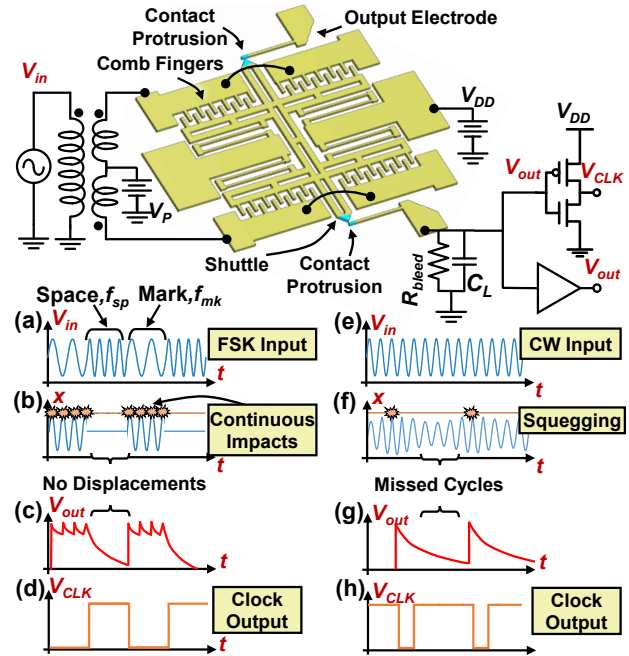 Contact
Protrusion
Output Electrode
Comb Fingers
V_in
V_DD
V_DD
V_P
V_out
V_CLK
Shuttle
Contact
Protrusion
R_bleed
C_L
V_out
Space,f_sp
Mark,f_mk
(a)
V_in
FSK Input
t
(b)
x
Continuous
Impacts
t
No Displacements
(c)
V_out
t
(d)
V_CLK
Clock
Output
t
(e)
V_in
CW Input
t
(f)
x
Squegging
t
Missed Cycles
(g)
V_out
t
(h)
V_CLK
Clock
Output
t